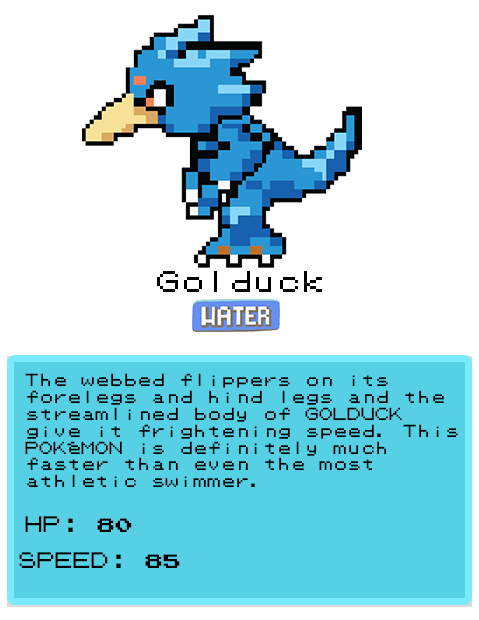 Golduck
WATER
The webbed flippers on its
forelegs and hind legs and the
streamlined body of GOLDUCK
give it frightening speed. This
POKéMON is definitely much
faster than even the most
athletic swimmer.
HP: 80
SPEED: 85